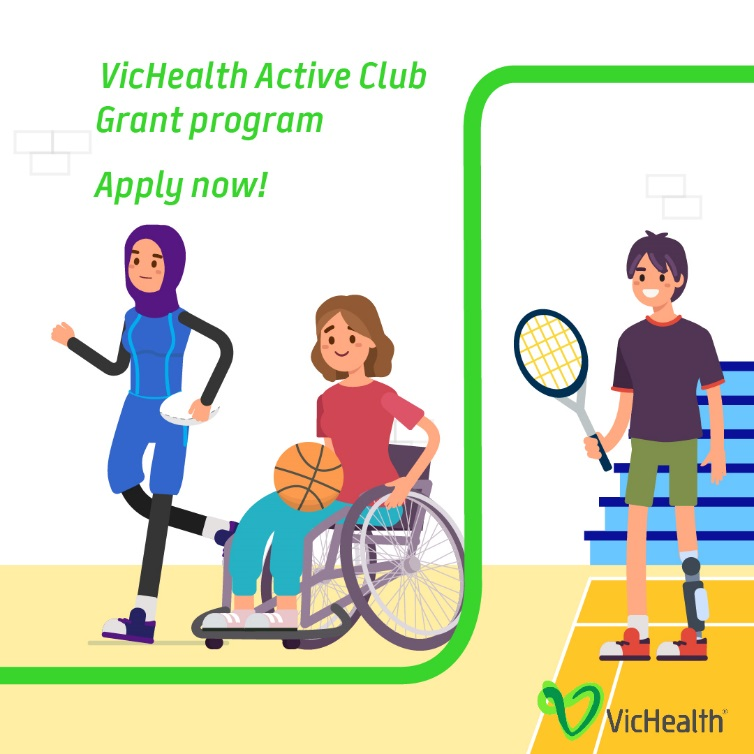 VicHealth Active Club
Grant program
Apply now!
VicHealth